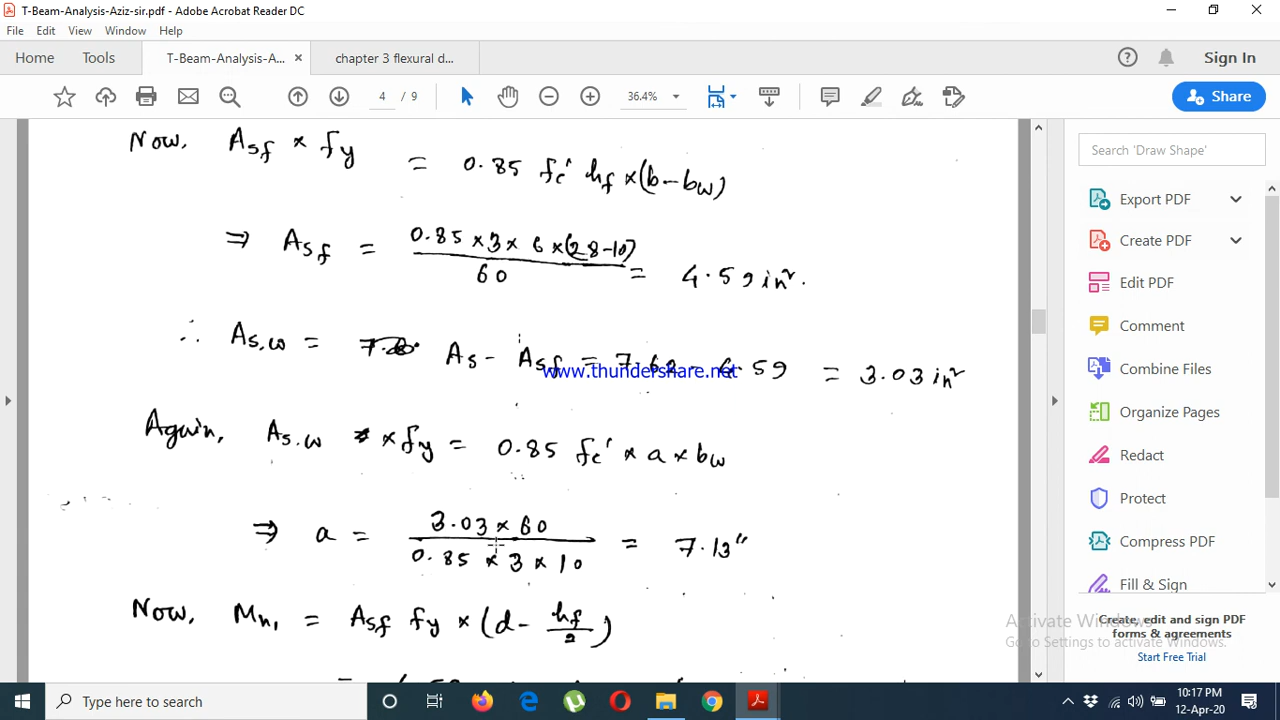 T-Beam-Analysis-Aziz-sir.pdf - Adobe Acrobat Reader DC
File Edit View Window Help
Home Tools T-Beam-Analysis-A... × chapter 3 flexural d... Sign In
4 / 9 36.4% Share
Now, Asf × fy = 0.85 fc' hf ×(b-bw)
⇒ Asf = 0.85 ×3× 6 ×(28-10) / 60 = 4.59 in².
∴ As,w = As - Asf = 7.62 - 4.59 = 3.03 in²
www.thundershare.net
Again, As.w × fy = 0.85 fc' × a × bw
⇒ a = 3.03 × 60 / 0.85 × 3 × 10 = 7.13"
Now, Mn1 = Asf fy × (d - hf/2)
Search 'Draw Shape'
Export PDF
Create PDF
Edit PDF
Comment
Combine Files
Organize Pages
Redact
Protect
Compress PDF
Fill & Sign
Activate Windows
Go to Settings to activate Windows.
Create, edit and sign PDF
forms & agreements
Start Free Trial
Type here to search
10:17 PM
12-Apr-20